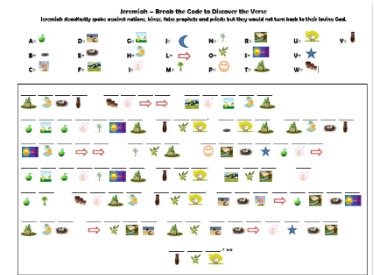 Jeremiah – Break the Code to Discover the Verse
Jeremiah steadfastly spoke against nations, kings, false prophets and priests but they would not turn back to their loving God.
A= D= G= N= R= U= Y=
B= E= H= L= O= S= V=
C= F= I= M= P= T= W=